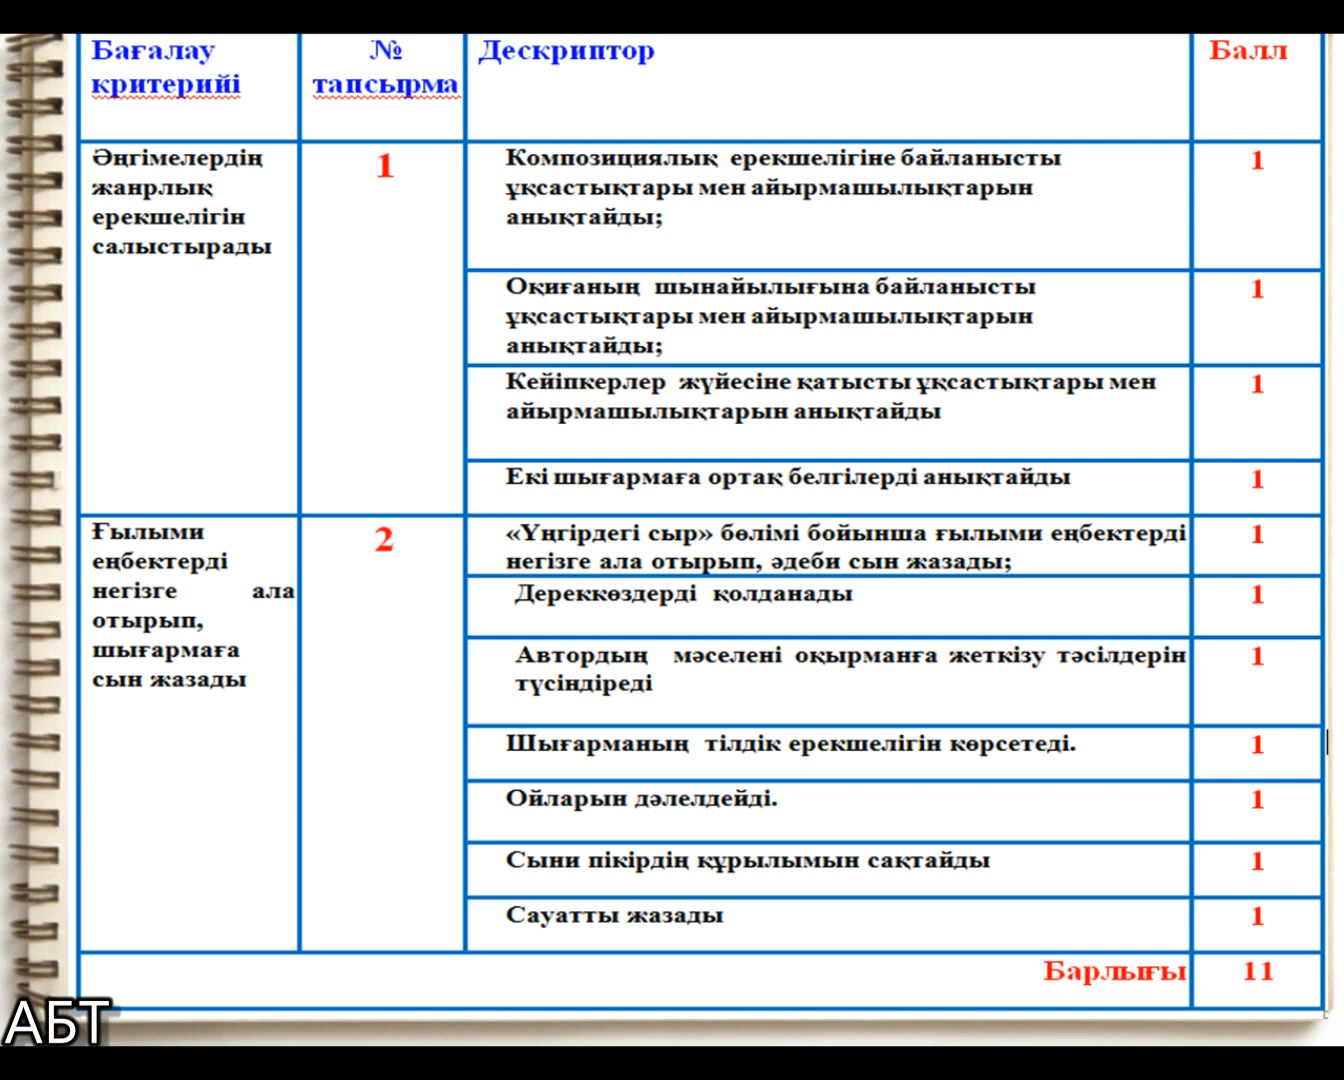 Бағалау критерийі
№ тапсырма
Дескриптор
Балл
Әңгімелердің
жанрлық
ерекшелігін
салыстырады
1
Композициялық ерекшелігіне байланысты
ұқсастықтары мен айырмашылықтарын
анықтайды;
1
Оқиғаның шынайылығына байланысты
ұқсастықтары мен айырмашылықтарын
анықтайды;
1
Кейіпкерлер жүйесіне қатысты ұқсастықтары мен
айырмашылықтарын анықтайды
1
Екі шығармаға ортақ белгілерді анықтайды
1
Ғылыми
еңбектерді
негізге ала
отырып,
шығармаға
сын жазады
2
«Үңгірдегі сыр» бөлімі бойынша ғылыми еңбектерді
негізге ала отырып, әдеби сын жазады;
1
Дереккөздерді қолданады
1
Автордың мәселені оқырманға жеткізу тәсілдерін
түсіндіреді
1
Шығарманың тілдік ерекшелігін көрсетеді.
1
Ойларын дәлелдейді.
1
Сыни пікірдің құрылымын сақтайды
1
Сауатты жазады
1
Барлығы
11
АБТ